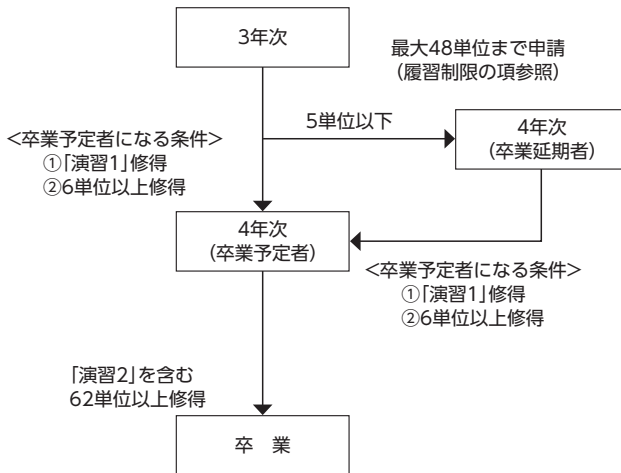 3年次
最大48単位まで申請
(履習制限の項参照)
5単位以下
<卒業予定者になる条件>
①「演習1」修得
②6単位以上修得
4年次
(卒業延期者)
4年次
(卒業予定者)
<卒業予定者になる条件>
①「演習1」修得
②6単位以上修得
「演習2」を含む
62単位以上修得
卒　業